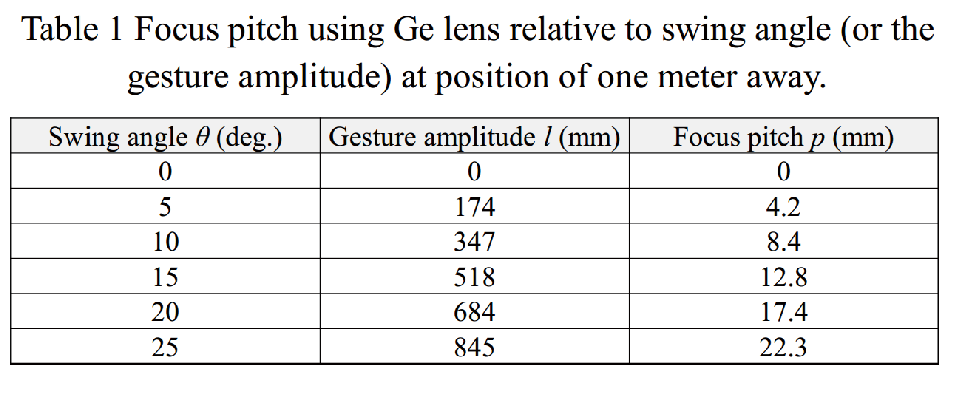 Table 1 Focus pitch using Ge lens relative to swing angle (or the
gesture amplitude) at position of one meter away.
Swing angle θ (deg.) Gesture amplitude l (mm) Focus pitch p (mm)
0 0 0
5 174 4.2
10 347 8.4
15 518 12.8
20 684 17.4
25 845 22.3